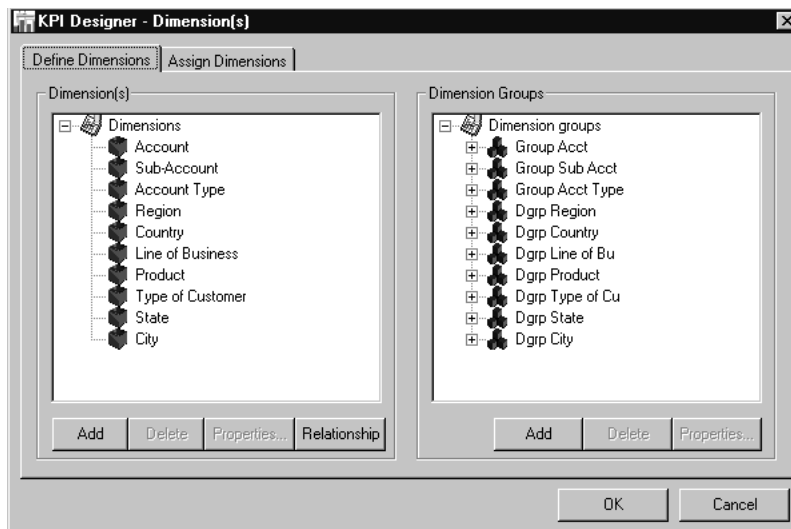 KPI Designer - Dimension(s)
Define Dimensions
Assign Dimensions
Dimension(s)
Dimensions
Account
Sub-Account
Account Type
Region
Country
Line of Business
Product
Type of Customer
State
City
Add
Delete
Properties...
Relationship
Dimension Groups
Dimension groups
Group Acct
Group Sub Acct
Group Acct Type
Dgrp Region
Dgrp Country
Dgrp Line of Bu
Dgrp Product
Dgrp Type of Cu
Dgrp State
Dgrp City
Add
Delete
Properties...
OK
Cancel